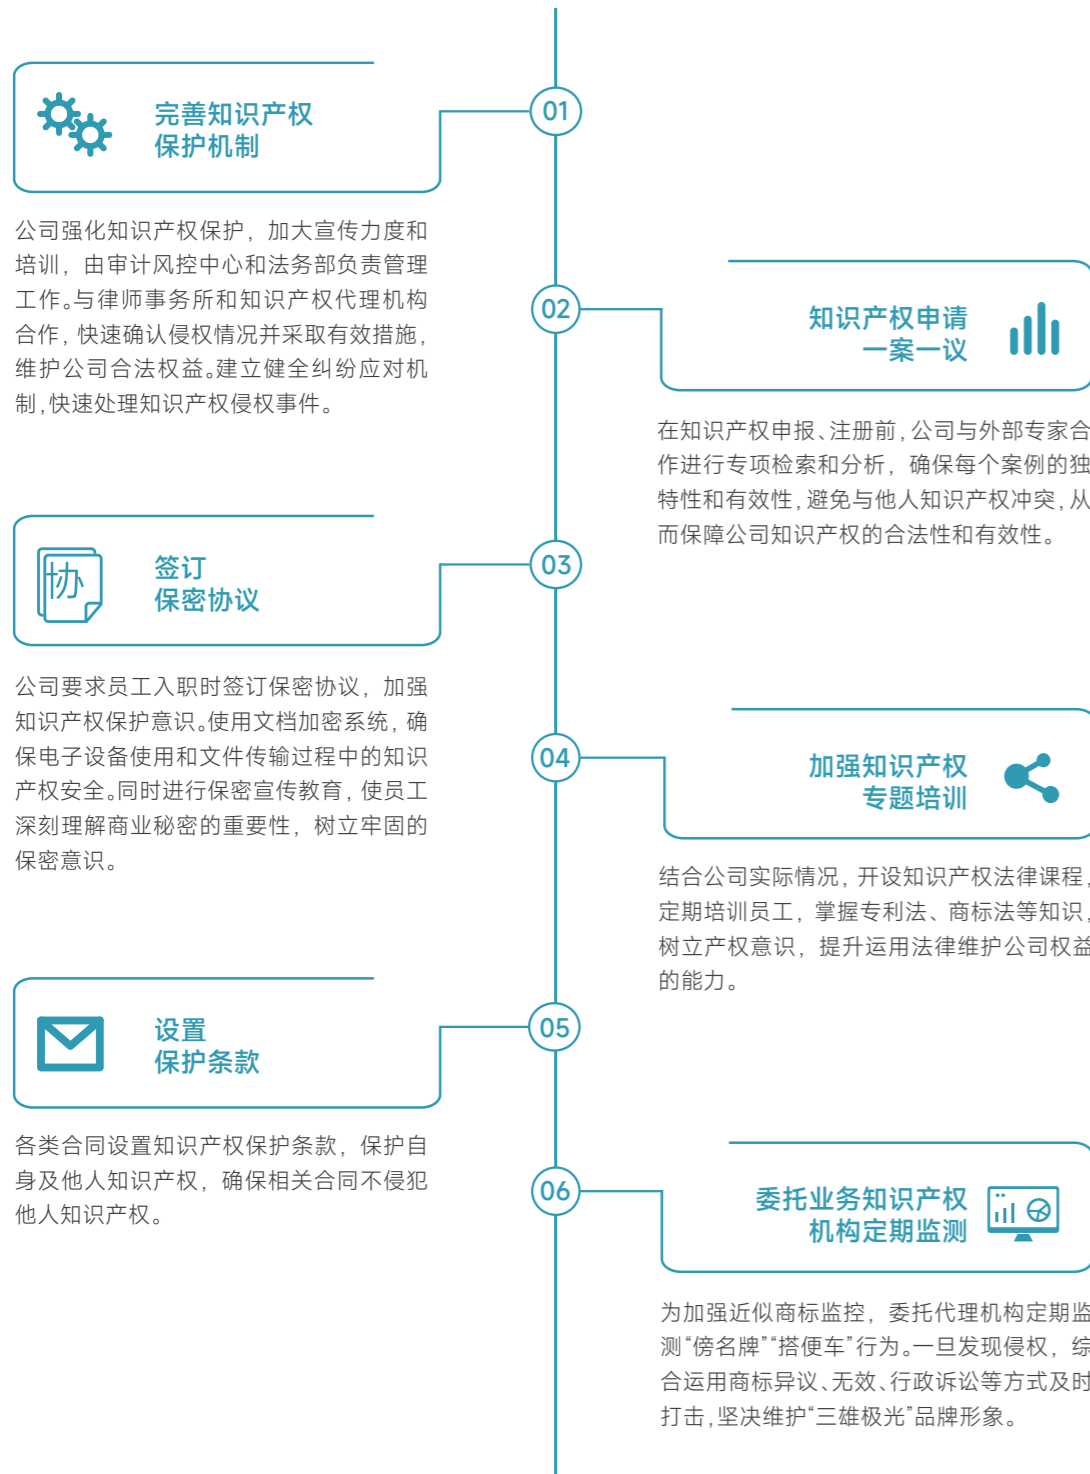 01
完善知识产权
保护机制
公司强化知识产权保护，加大宣传力度和
培训，由审计风控中心和法务部负责管理
工作。与律师事务所和知识产权代理机构
合作，快速确认侵权情况并采取有效措施，
维护公司合法权益。建立健全纠纷应对机
制，快速处理知识产权侵权事件。
02
知识产权申请
一案一议
在知识产权申报、注册前，公司与外部专家合
作进行专项检索和分析，确保每个案例的独
特性和有效性，避免与他人知识产权冲突，从
而保障公司知识产权的合法性和有效性。
03
协
签订
保密协议
公司要求员工入职时签订保密协议，加强
知识产权保护意识。使用文档加密系统，确
保电子设备使用和文件传输过程中的知识
产权安全。同时进行保密宣传教育，使员工
深刻理解商业秘密的重要性，树立牢固的
保密意识。
04
加强知识产权
专题培训
结合公司实际情况，开设知识产权法律课程，
定期培训员工，掌握专利法、商标法等知识，
树立产权意识，提升运用法律维护公司权益
的能力。
05
设置
保护条款
各类合同设置知识产权保护条款，保护自
身及他人知识产权，确保相关合同不侵犯
他人知识产权。
06
委托业务知识产权
机构定期监测
为加强近似商标监控，委托代理机构定期监
测“傍名牌”“搭便车”行为。一旦发现侵权，综
合运用商标异议、无效、行政诉讼等方式及时
打击，坚决维护“三雄极光”品牌形象。